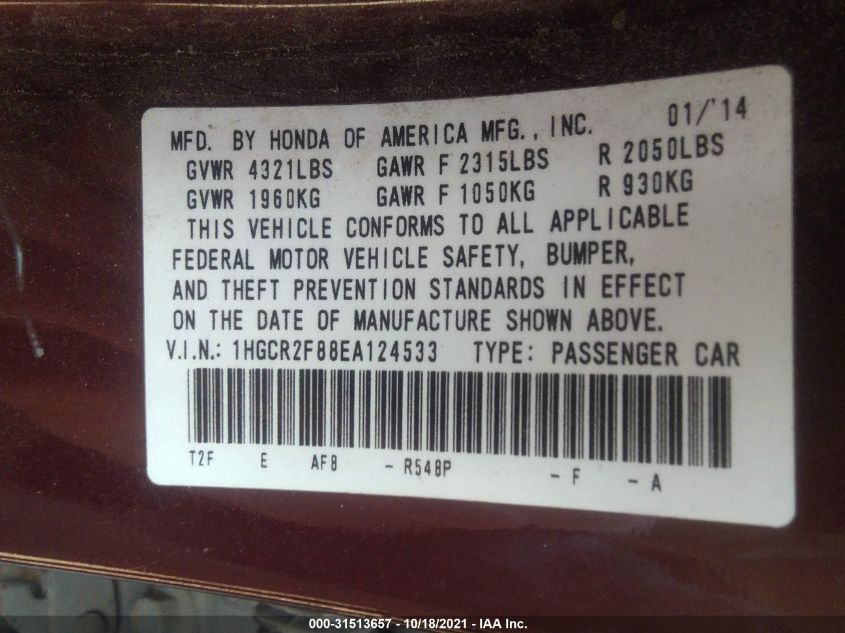 MFD. BY HONDA OF AMERICA MFG., INC. 01/'14
GVWR 4321LBS GAWR F 2315LBS R 2050LBS
GVWR 1960KG GAWR F 1050KG R 930KG
THIS VEHICLE CONFORMS TO ALL APPLICABLE
FEDERAL MOTOR VEHICLE SAFETY, BUMPER,
AND THEFT PREVENTION STANDARDS IN EFFECT
ON THE DATE OF MANUFACTURE SHOWN ABOVE.
V.I.N.: 1HGCR2F88EA124533 TYPE: PASSENGER CAR
T2F E AF8 - R548P - F - A
000-31513657 - 10/18/2021 - IAA Inc.